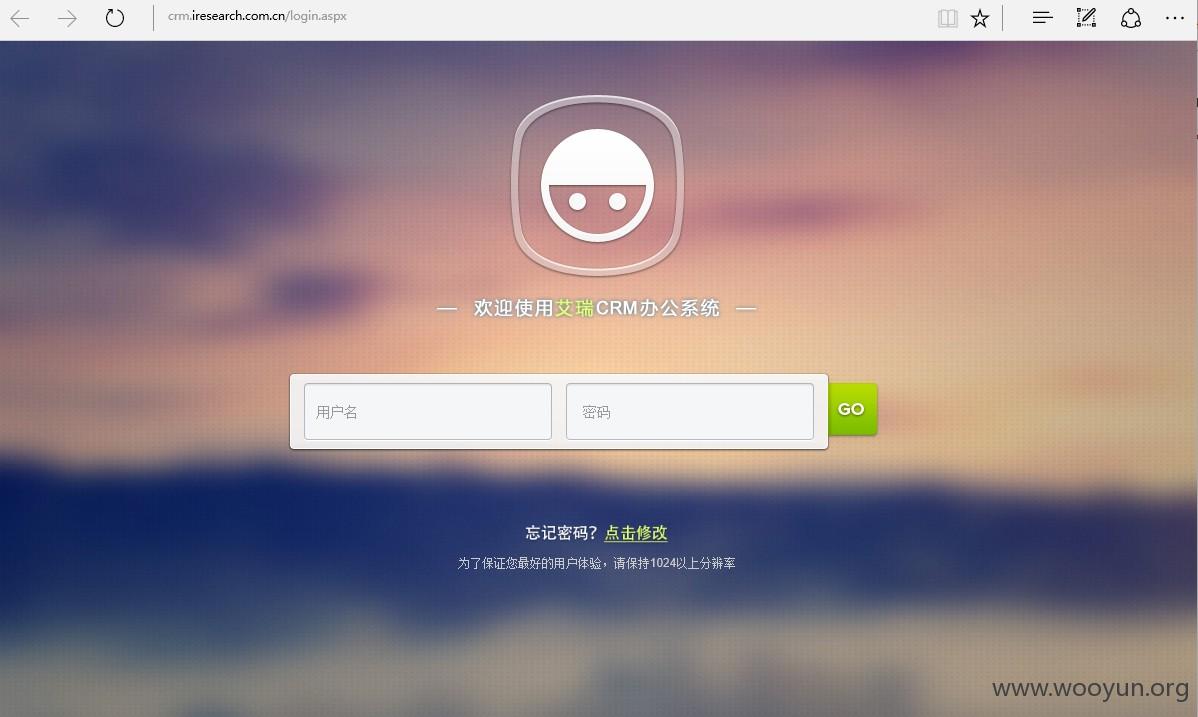 crm.iresearch.com.cn/login.aspx
— 欢迎使用艾瑞CRM办公系统 —
用户名 密码 GO
忘记密码？点击修改
为了保证您最好的用户体验，请保持1024以上分辨率
www.wooyun.org